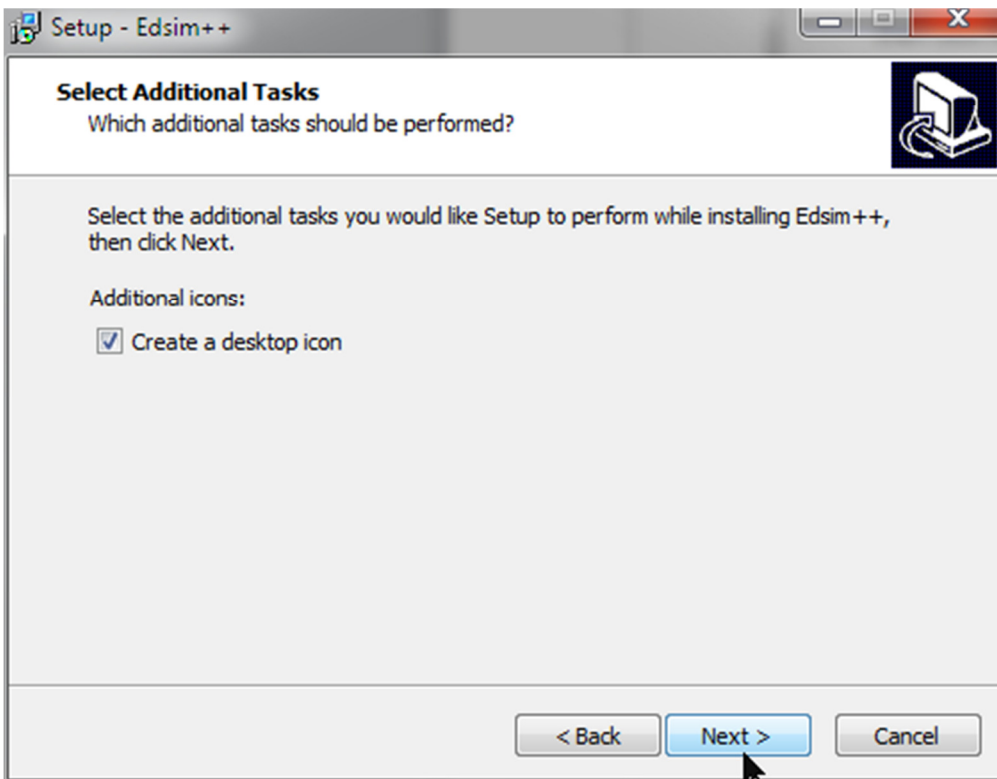 Setup - Edsim++
Select Additional Tasks
Which additional tasks should be performed?
Select the additional tasks you would like Setup to perform while installing Edsim++,
then click Next.
Additional icons:
Create a desktop icon
< Back Next > Cancel